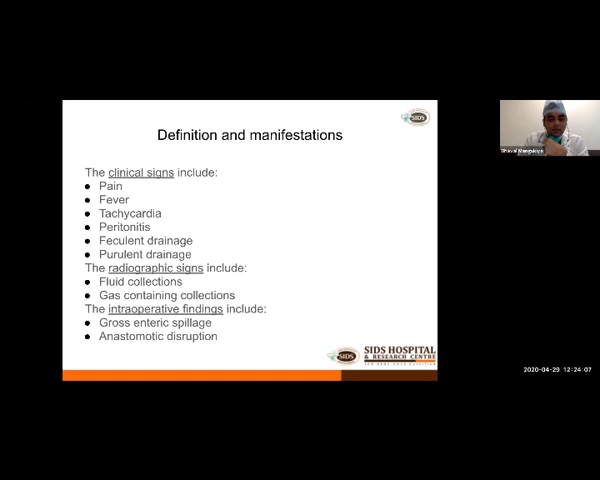 SIDS
Definition and manifestations
The clinical signs include:
● Pain
● Fever
● Tachycardia
● Peritonitis
● Feculent drainage
● Purulent drainage
The radiographic signs include:
● Fluid collections
● Gas containing collections
The intraoperative findings include:
● Gross enteric spillage
● Anastomotic disruption
SIDS
SIDS HOSPITAL
& RESEARCH CENTRE
2020-04-29 12:24:07